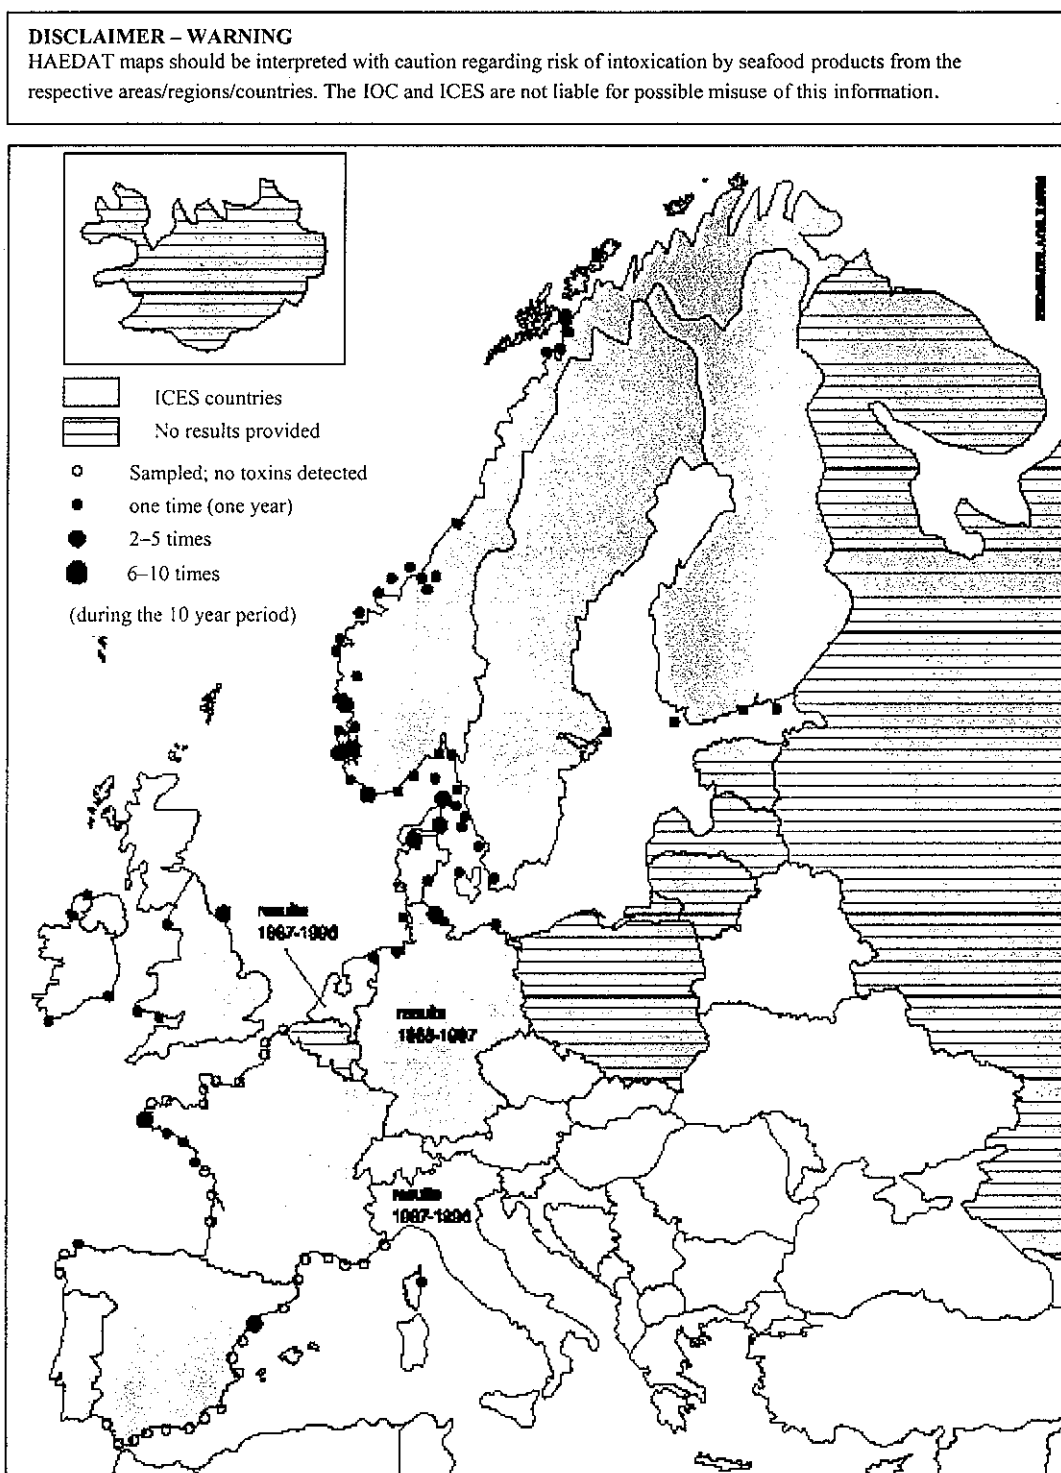 DISCLAIMER – WARNING
HAEDAT maps should be interpreted with caution regarding risk of intoxication by seafood products from the
respective areas/regions/countries. The IOC and ICES are not liable for possible misuse of this information.
ICES countries
No results provided
Sampled; no toxins detected
one time (one year)
2–5 times
6–10 times
(during the 10 year period)
results
1987-1996
results
results
1987-1996